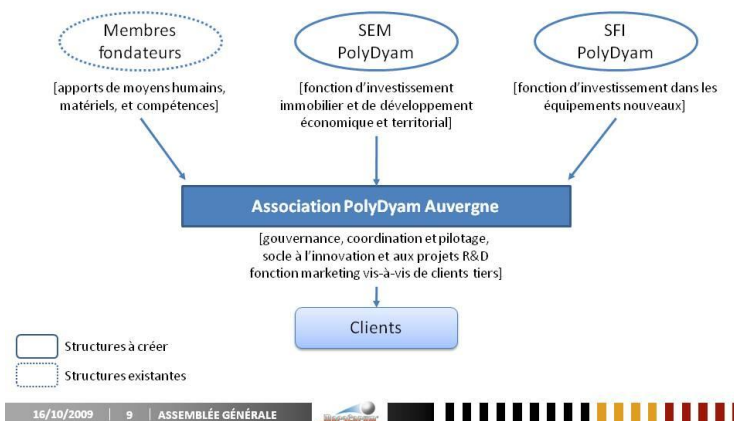 Membres
fondateurs
SEM
PolyDyam
SFI
PolyDyam
[apports de moyens humains,
matériels, et compétences]
[fonction d'investissement
immobilier et de développement
économique et territorial]
[fonction d'investissement dans les
équipements nouveaux]
Association PolyDyam Auvergne
[gouvernance, coordination et pilotage,
socle à l'innovation et aux projets R&D
fonction marketing vis-à-vis de clients tiers]
Clients
Structures à créer
Structures existantes
16/10/2009 | 9 | ASSEMBLÉE GÉNÉRALE